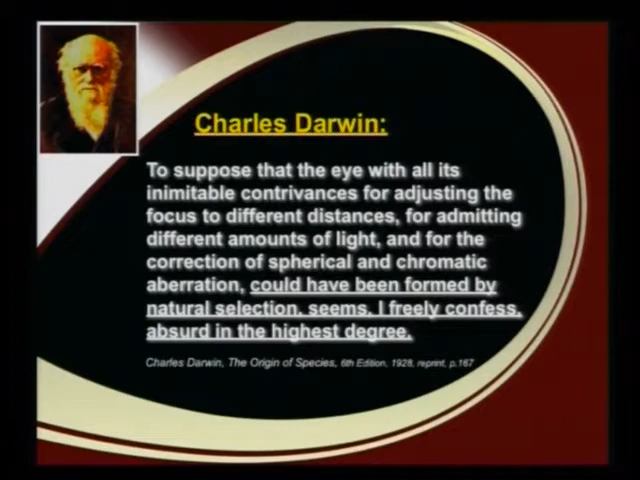 Charles Darwin:
To suppose that the eye with all its
inimitable contrivances for adjusting the
focus to different distances, for admitting
different amounts of light, and for the
correction of spherical and chromatic
aberration, could have been formed by
natural selection, seems, I freely confess,
absurd in the highest degree.
Charles Darwin, The Origin of Species, 6th Edition, 1928, reprint, p.167